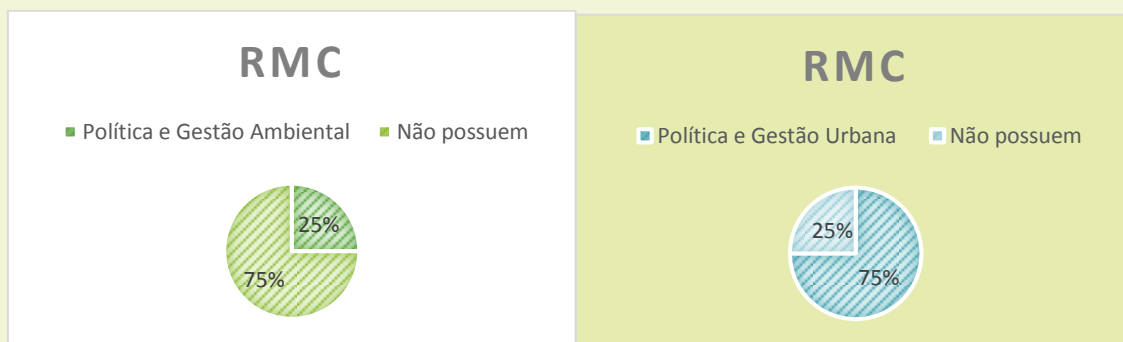 RMC
Política e Gestão Ambiental Não possuem
25%
75%
RMC
Política e Gestão Urbana Não possuem
25%
75%